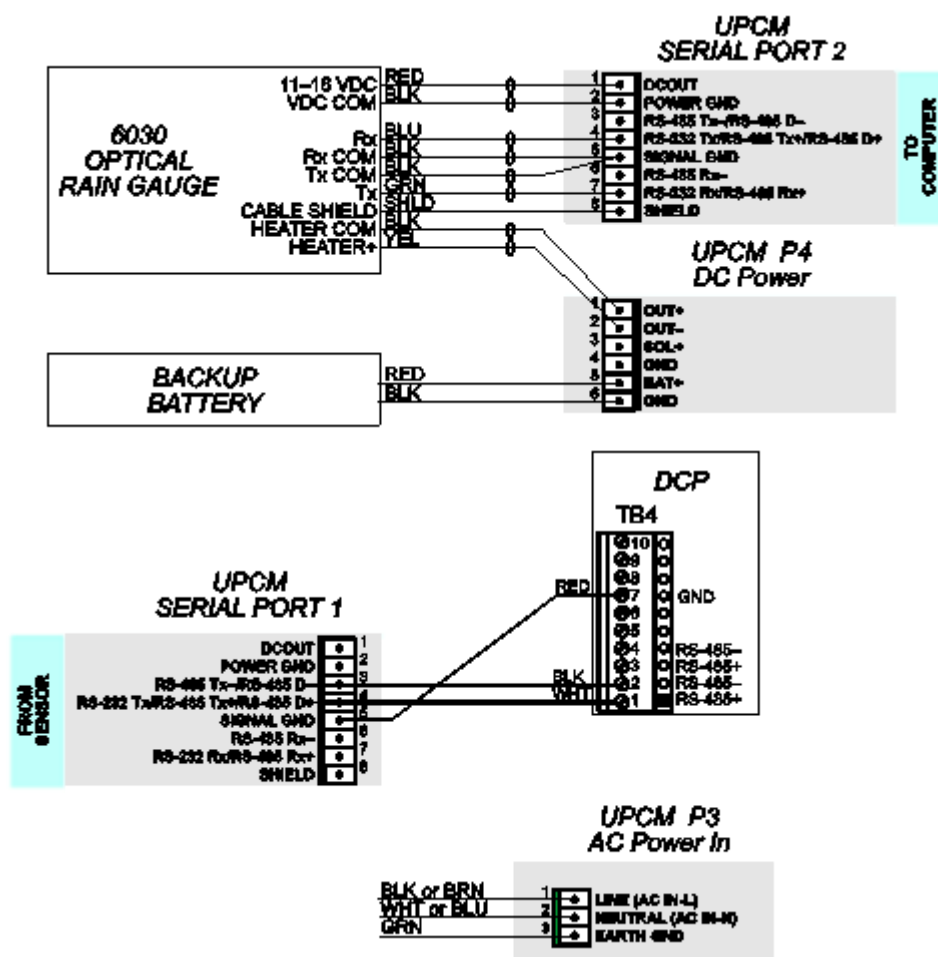 UPCM
SERIAL PORT 2
6030
OPTICAL
RAIN GAUGE
11–16 VDC RED 1 DCOUT
VDC COM BLK 2 POWER GND
3 RS-485 Tx–/RS-485 D–
Rx BLU 4 RS-232 Tx/RS-485 Tx+/RS-485 D+
Rx COM BLK 5 SIGNAL GND
Tx COM BLK 6 RS-485 Rx–
Tx GRN 7 RS-232 Rx/RS-485 Rx+
CABLE SHIELD SHLD 8 SHIELD
HEATER COM BLK
HEATER+ YEL
TO
COMPUTER
UPCM P4
DC Power
1 OUT+
2 OUT–
3 SOL+
4 GND
5 BAT+
6 GND
BACKUP
BATTERY
RED
BLK
DCP
TB4
10
9
8
7 GND
6
5
4 RS-485–
3 RS-485+
2 RS-485–
1 RS-485+
RED
BLK
WHT
UPCM
SERIAL PORT 1
FROM
SENSOR
DCOUT 1
POWER GND 2
RS-485 Tx–/RS-485 D– 3
RS-232 Tx/RS-485 Tx+/RS-485 D+ 4
SIGNAL GND 5
RS-485 Rx– 6
RS-232 Rx/RS-485 Rx+ 7
SHIELD 8
UPCM P3
AC Power In
BLK or BRN 1 LINE (AC IN-L)
WHT or BLU 2 NEUTRAL (AC IN-N)
GRN 3 EARTH GND